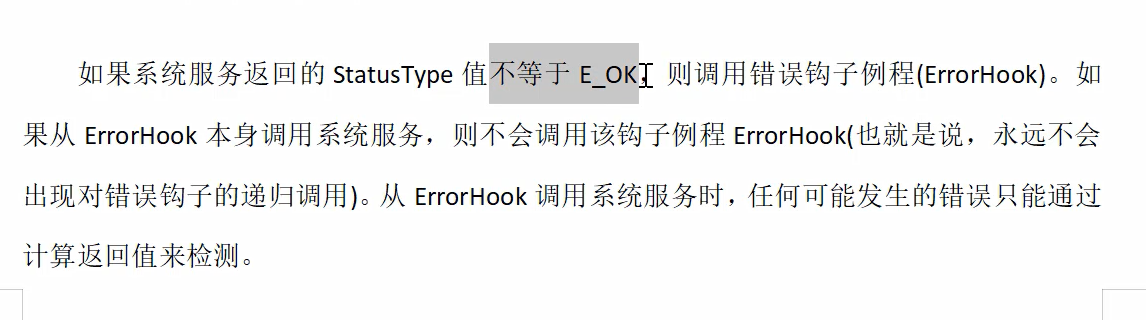 如果系统服务返回的 StatusType 值不等于 E_OK，则调用错误钩子例程(ErrorHook)。如
果从 ErrorHook 本身调用系统服务，则不会调用该钩子例程 ErrorHook(也就是说，永远不会
出现对错误钩子的递归调用)。从 ErrorHook 调用系统服务时，任何可能发生的错误只能通过
计算返回值来检测。